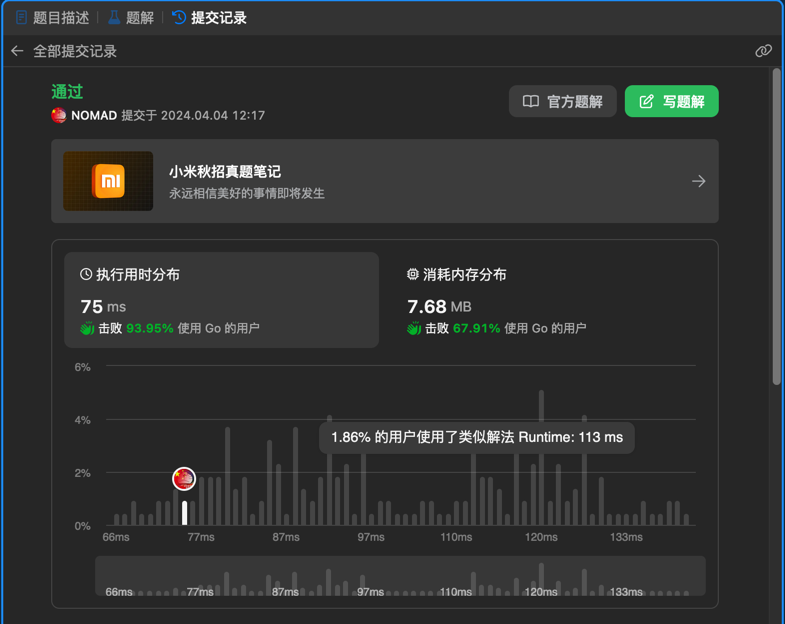 题目描述 题解 提交记录
全部提交记录
通过
NOMAD 提交于 2024.04.04 12:17
官方题解
写题解
小米秋招真题笔记
永远相信美好的事情即将发生
执行用时分布
75 ms
击败 93.95% 使用 Go 的用户
消耗内存分布
7.68 MB
击败 67.91% 使用 Go 的用户
6%
4%
1.86% 的用户使用了类似解法 Runtime: 113 ms
2%
0%
66ms 77ms 87ms 97ms 110ms 120ms 133ms
66ms 77ms 87ms 97ms 110ms 120ms 133ms